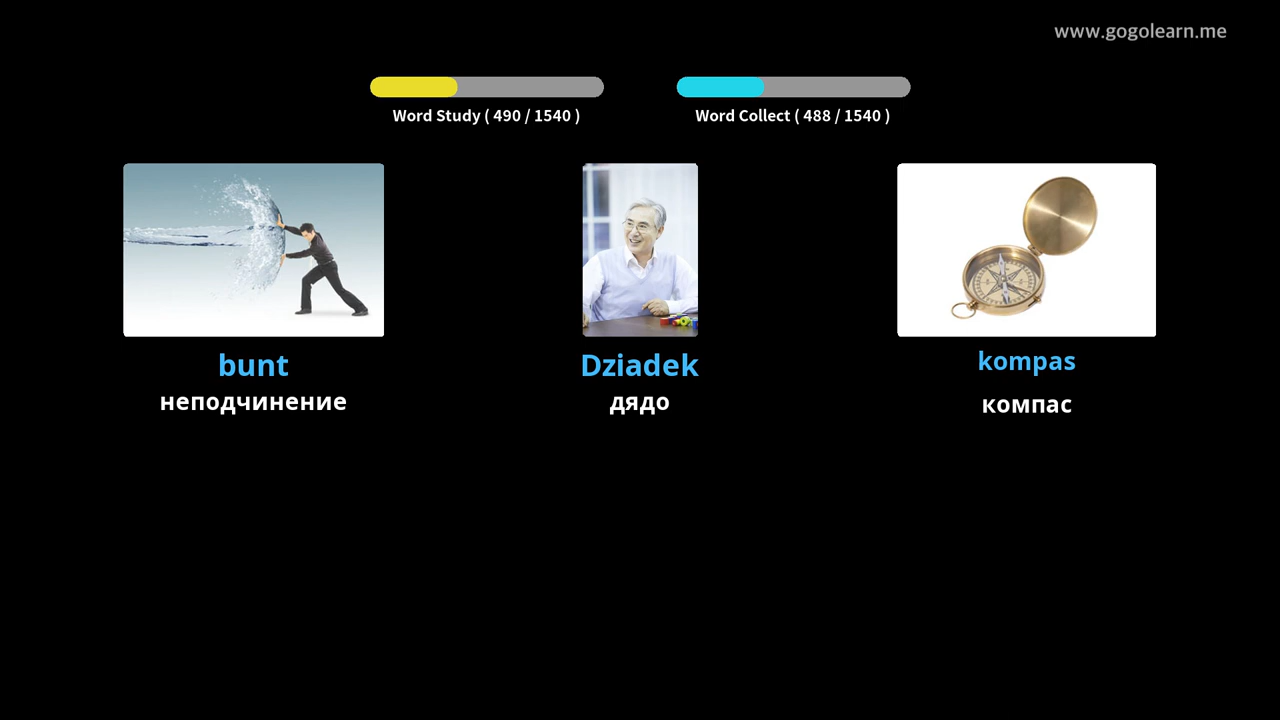 www.gogolearn.me
Word Study ( 490 / 1540 )
Word Collect ( 488 / 1540 )
bunt
неподчинение
Dziadek
дядо
kompas
компас